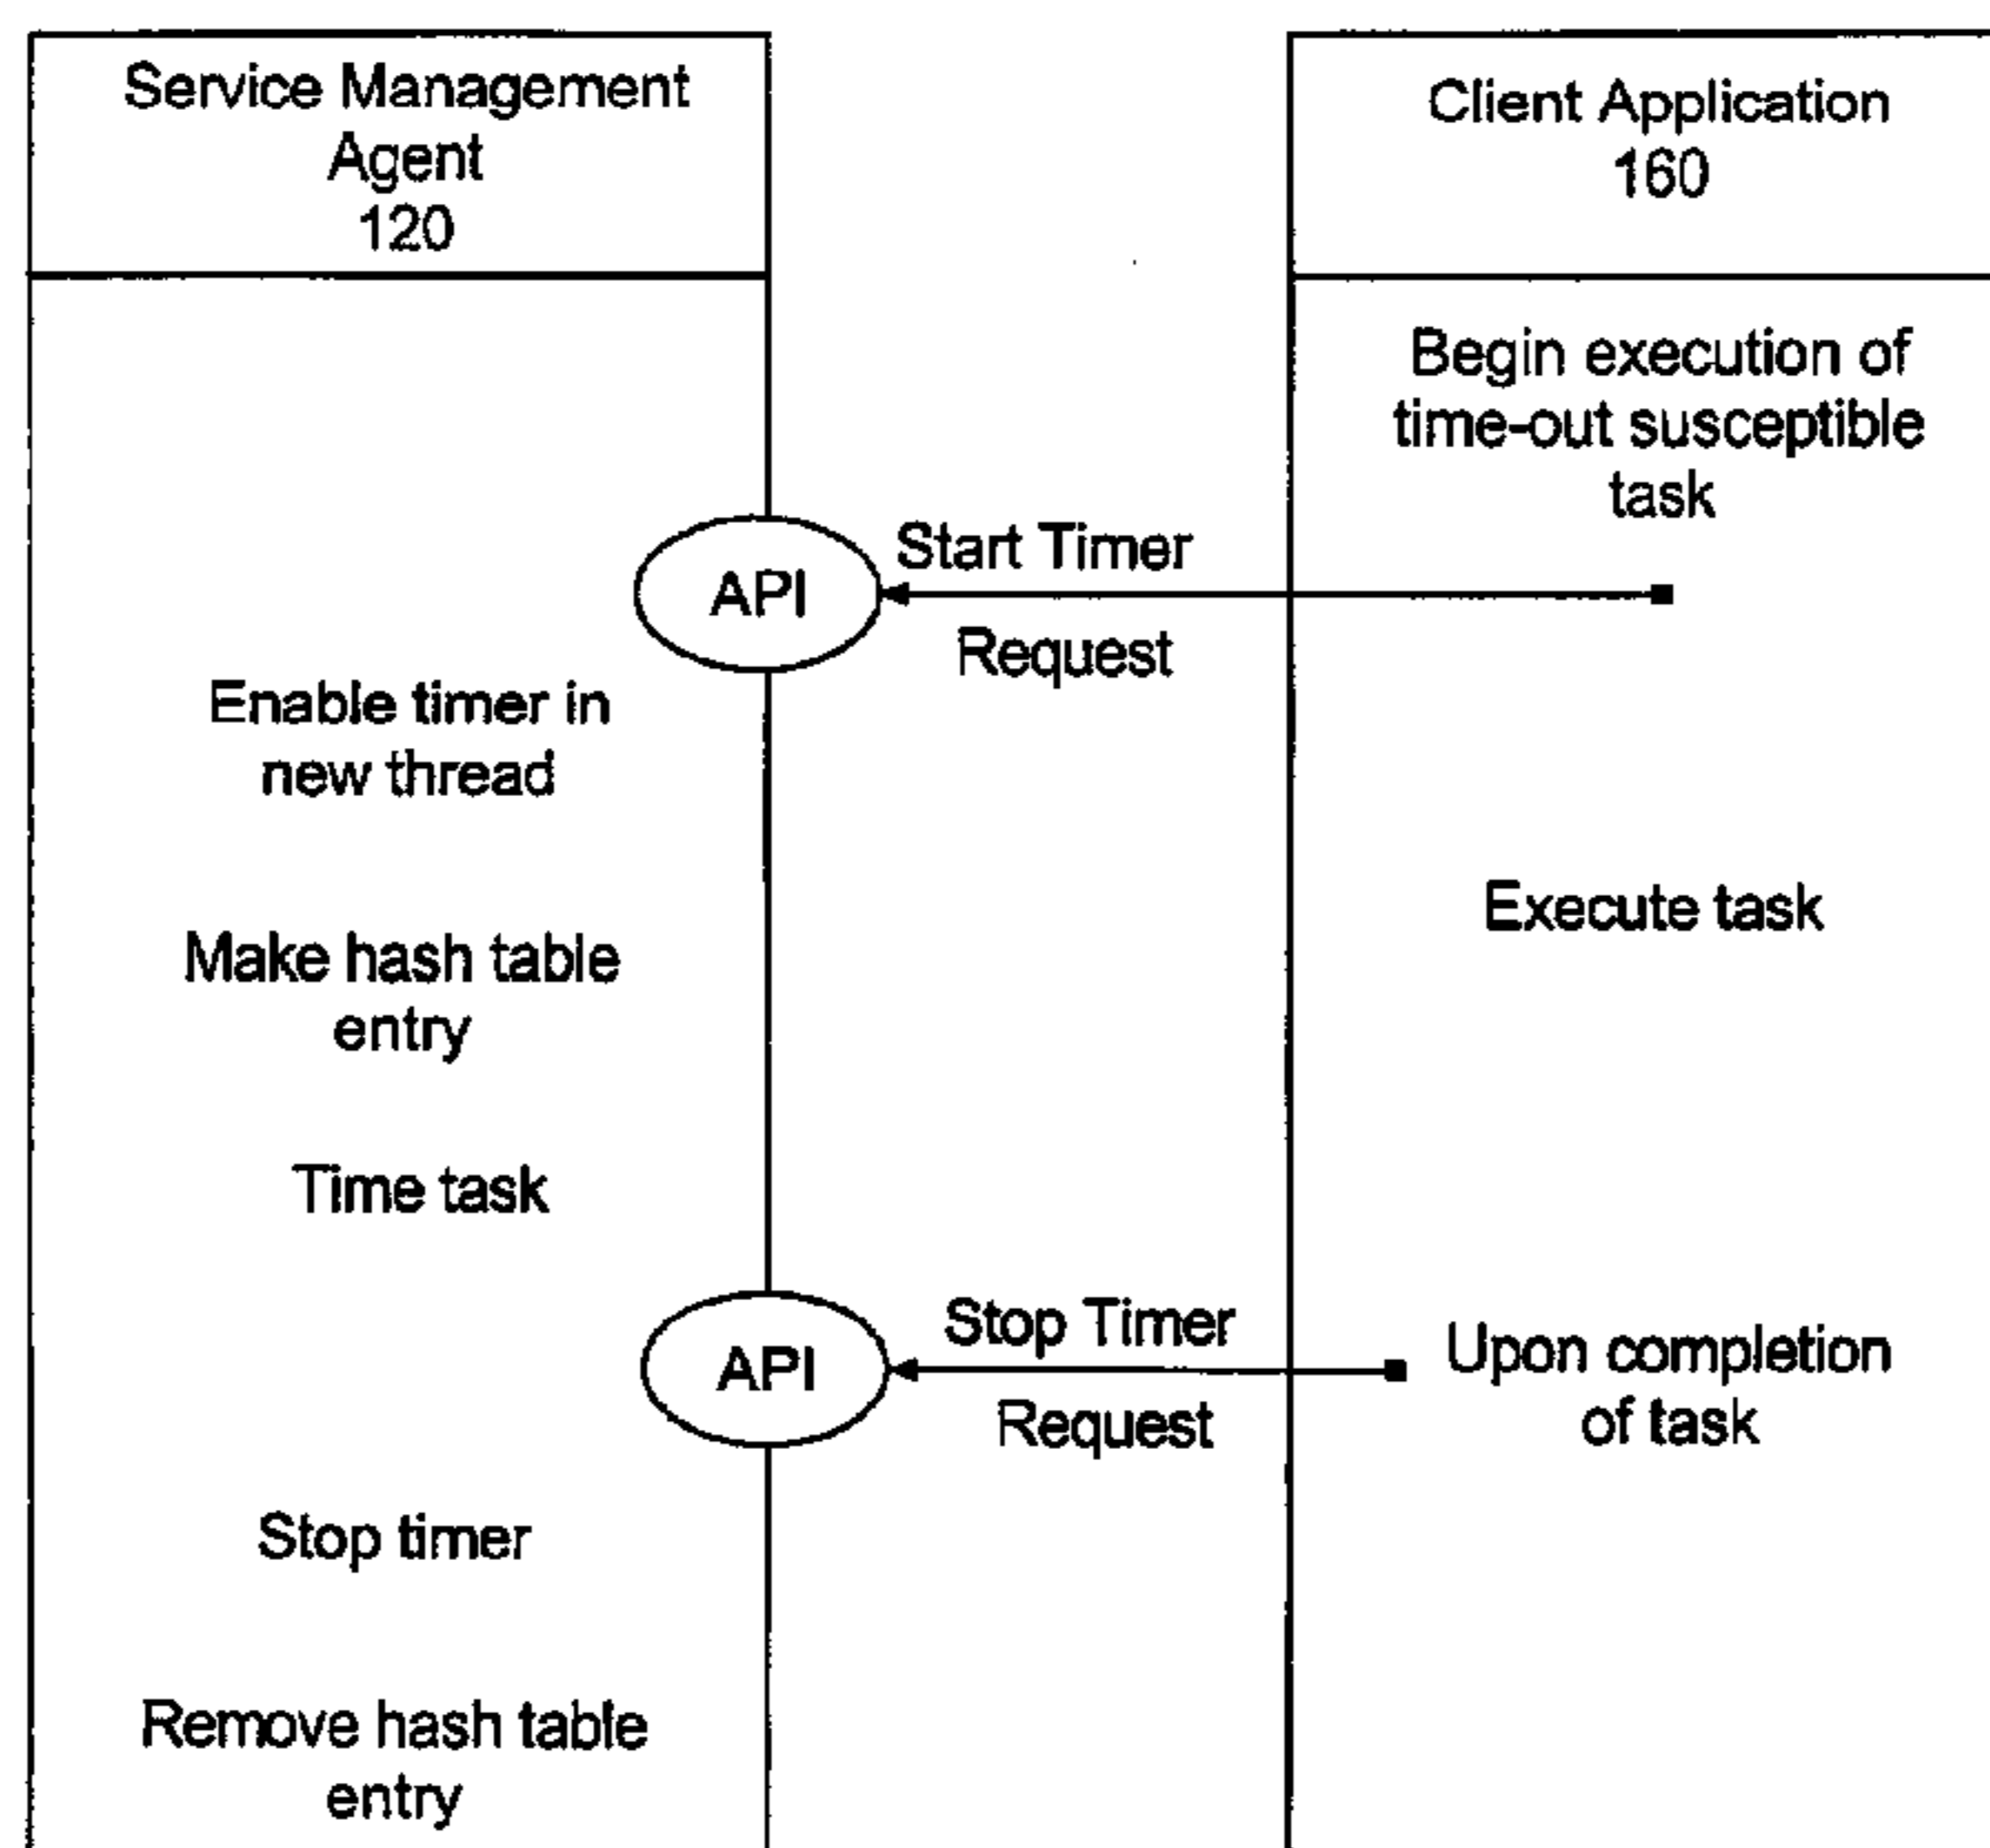 Service Management
Agent
120
Client Application
160
Begin execution of
time-out susceptible
task
Start Timer
API
Request
Enable timer in
new thread
Execute task
Make hash table
entry
Time task
Stop Timer
API
Request
Upon completion
of task
Stop timer
Remove hash table
entry